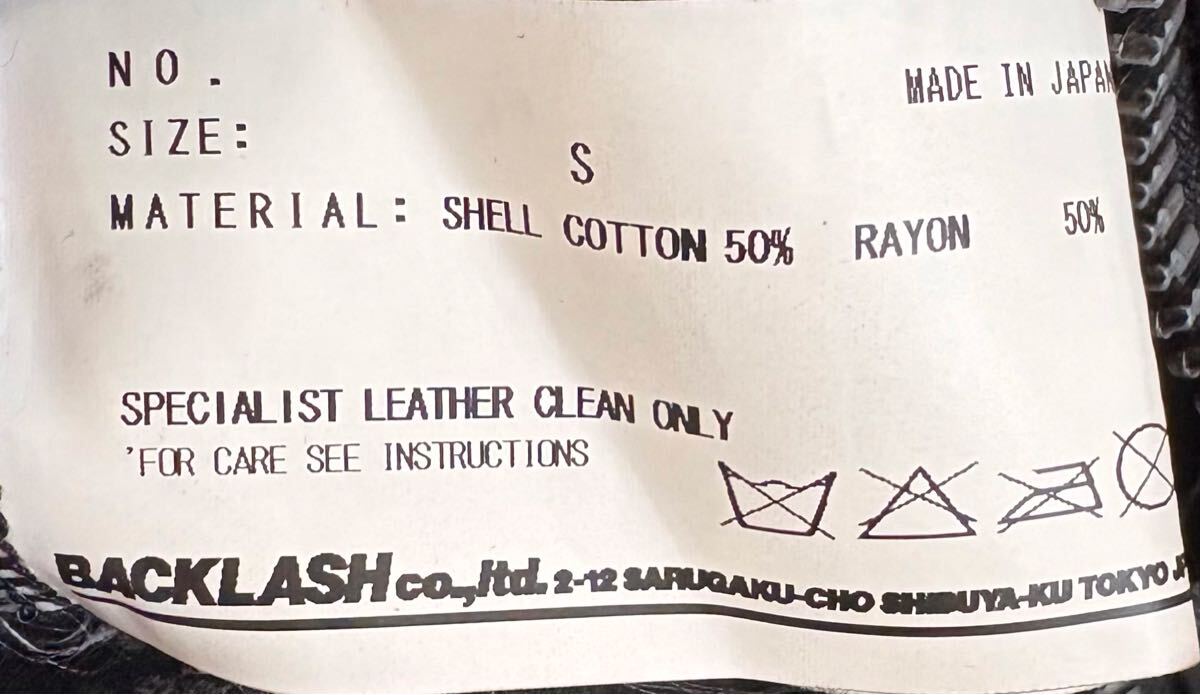 NO.
MADE IN JAPAN
SIZE: S
MATERIAL: SHELL COTTON 50% RAYON 50%
SPECIALIST LEATHER CLEAN ONLY
'FOR CARE SEE INSTRUCTIONS
BACKLASH co.,ltd. 2-12 SARUGAKU-CHO SHIBUYA-KU TOKYO